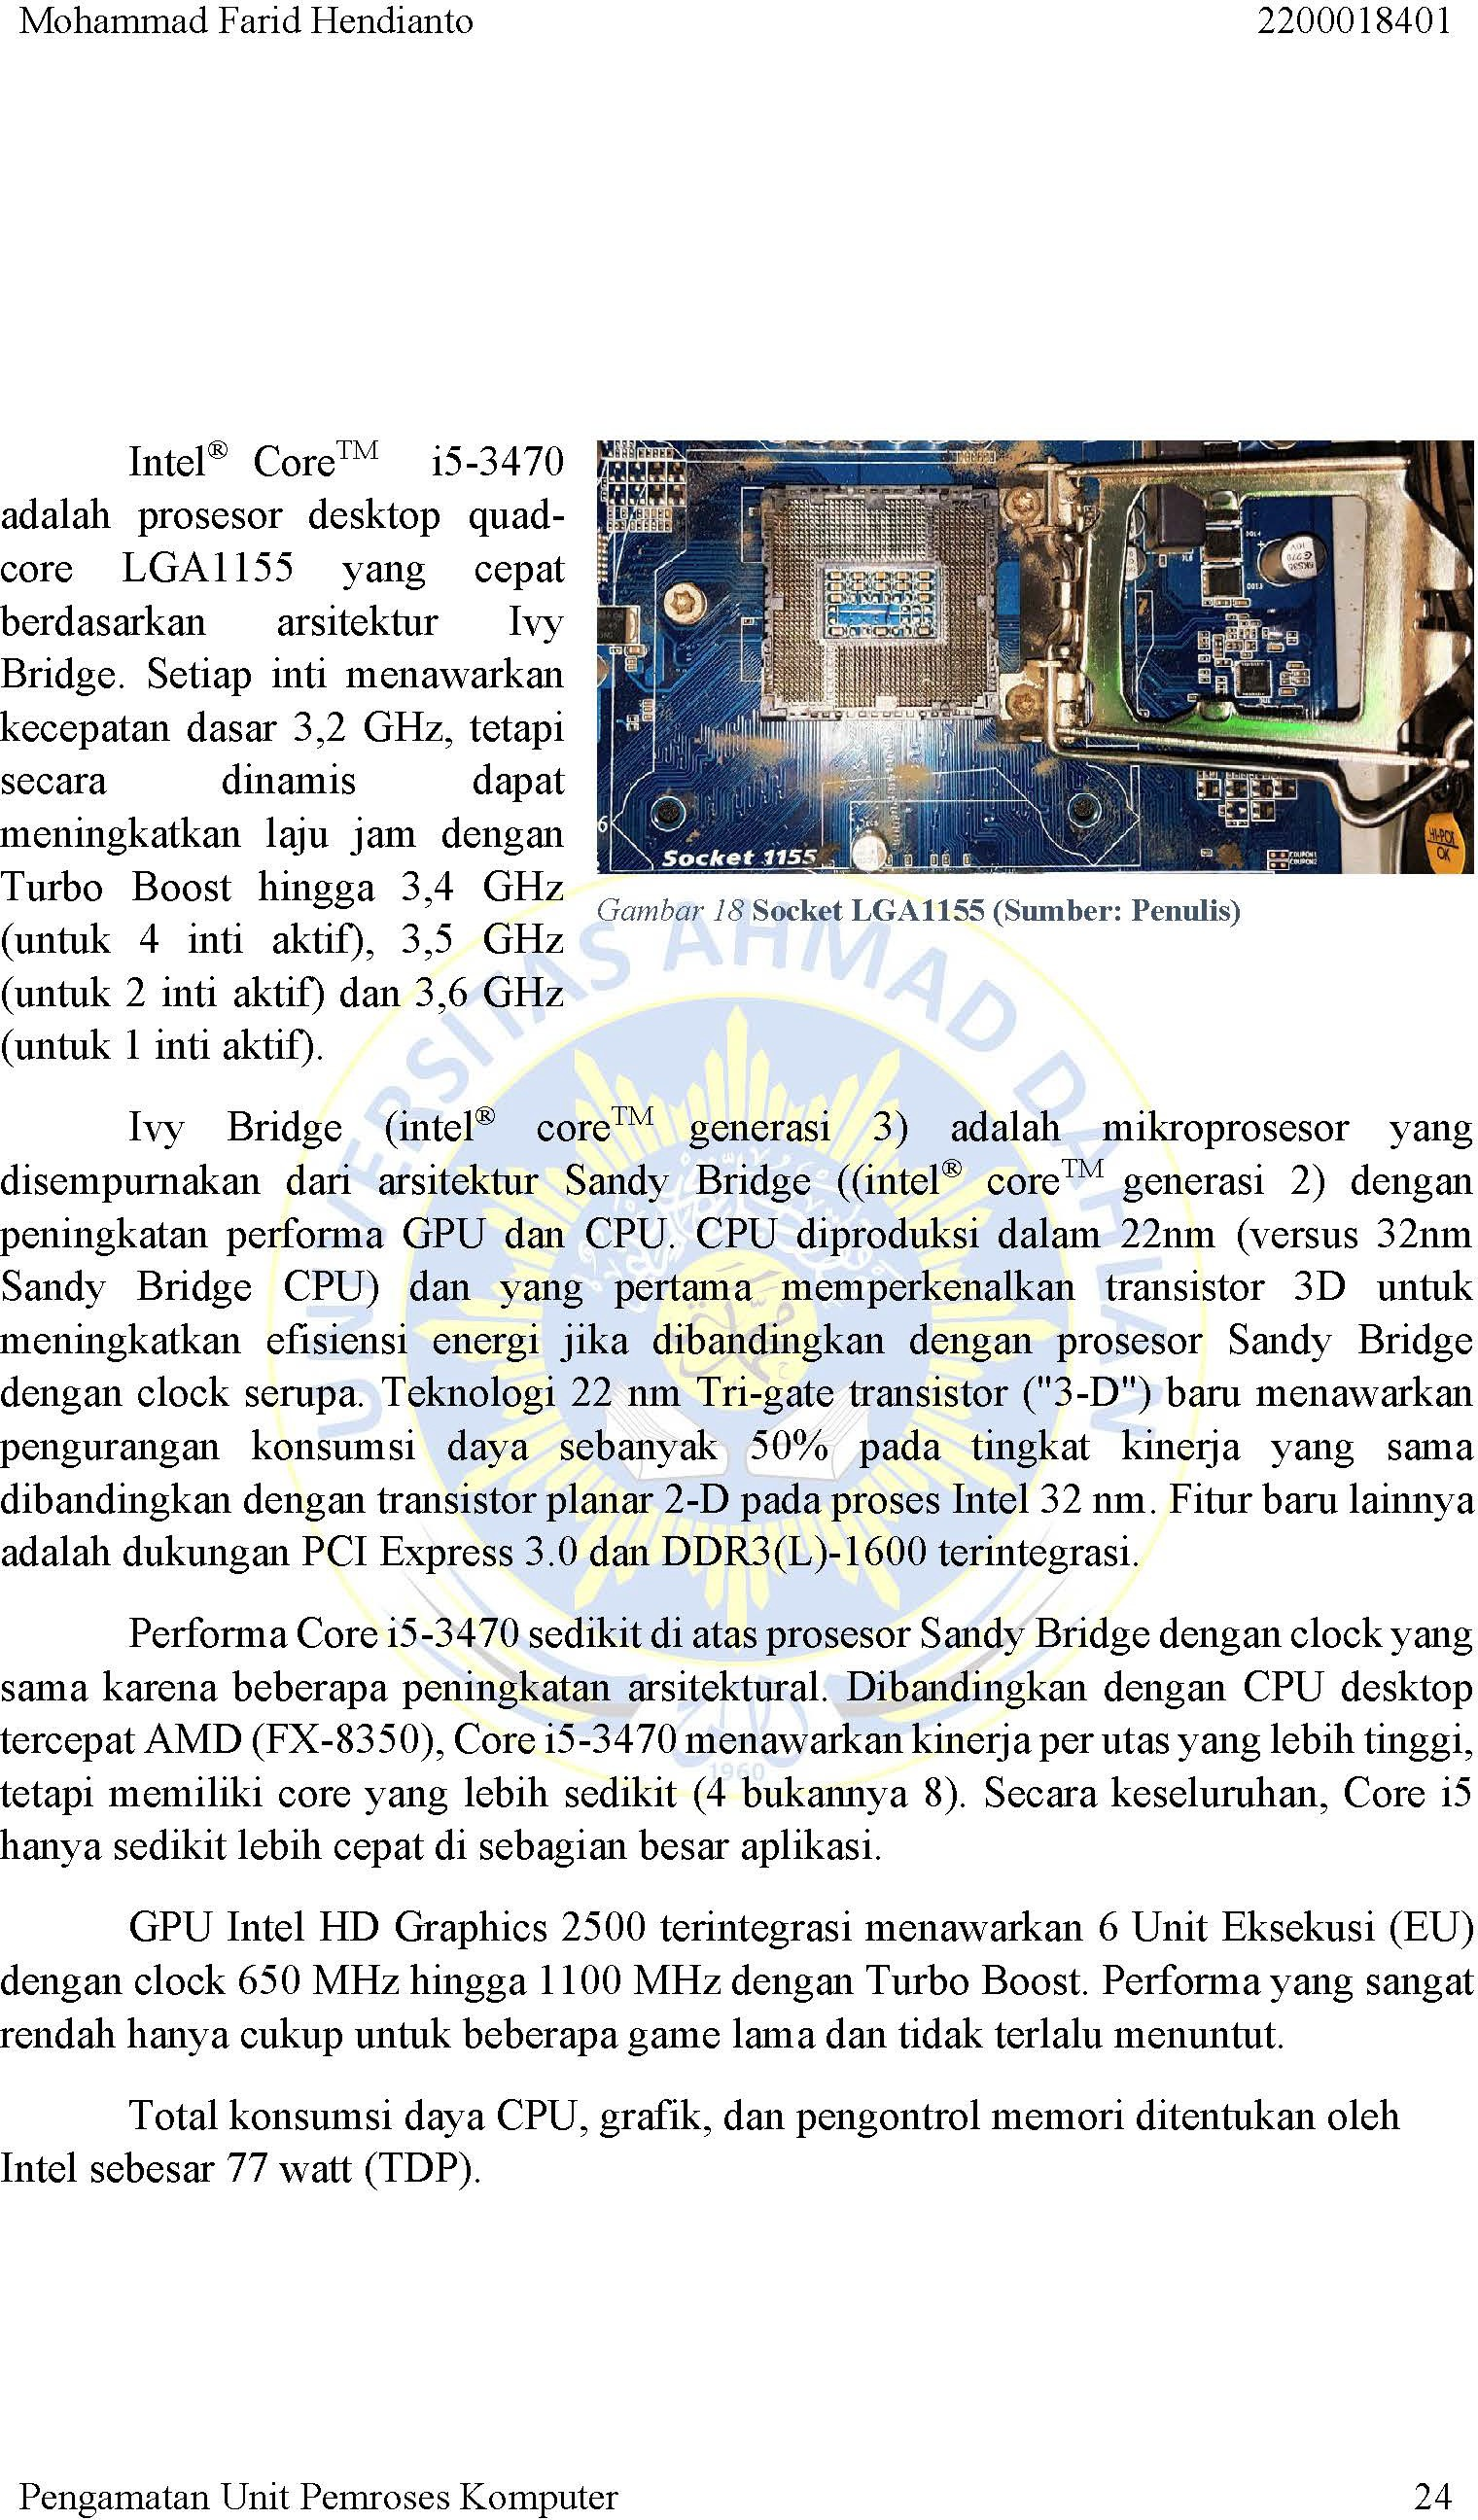 Mohammad Farid Hendianto 2200018401
Intel® Core™ i5-3470
adalah prosesor desktop quad-
core LGA1155 yang cepat
berdasarkan arsitektur Ivy
Bridge. Setiap inti menawarkan
kecepatan dasar 3,2 GHz, tetapi
secara dinamis dapat
meningkatkan laju jam dengan
Turbo Boost hingga 3,4 GHz
(untuk 4 inti aktif), 3,5 GHz
(untuk 2 inti aktif) dan 3,6 GHz
(untuk 1 inti aktif).
Socket 1155
HI-POT
OK
Gambar 18 Socket LGA1155 (Sumber: Penulis)
UNIVERSITAS AHMAD DAHLAN
Ivy Bridge (intel® core™ generasi 3) adalah mikroprosesor yang
disempurnakan dari arsitektur Sandy Bridge ((intel® core™ generasi 2) dengan
peningkatan performa GPU dan CPU. CPU diproduksi dalam 22nm (versus 32nm
Sandy Bridge CPU) dan yang pertama memperkenalkan transistor 3D untuk
meningkatkan efisiensi energi jika dibandingkan dengan prosesor Sandy Bridge
dengan clock serupa. Teknologi 22 nm Tri-gate transistor ("3-D") baru menawarkan
pengurangan konsumsi daya sebanyak 50% pada tingkat kinerja yang sama
dibandingkan dengan transistor planar 2-D pada proses Intel 32 nm. Fitur baru lainnya
adalah dukungan PCI Express 3.0 dan DDR3(L)-1600 terintegrasi.
Performa Core i5-3470 sedikit di atas prosesor Sandy Bridge dengan clock yang
sama karena beberapa peningkatan arsitektural. Dibandingkan dengan CPU desktop
tercepat AMD (FX-8350), Core i5-3470 menawarkan kinerja per utas yang lebih tinggi,
1960
tetapi memiliki core yang lebih sedikit (4 bukannya 8). Secara keseluruhan, Core i5
hanya sedikit lebih cepat di sebagian besar aplikasi.
GPU Intel HD Graphics 2500 terintegrasi menawarkan 6 Unit Eksekusi (EU)
dengan clock 650 MHz hingga 1100 MHz dengan Turbo Boost. Performa yang sangat
rendah hanya cukup untuk beberapa game lama dan tidak terlalu menuntut.
Total konsumsi daya CPU, grafik, dan pengontrol memori ditentukan oleh
Intel sebesar 77 watt (TDP).
Pengamatan Unit Pemroses Komputer 24